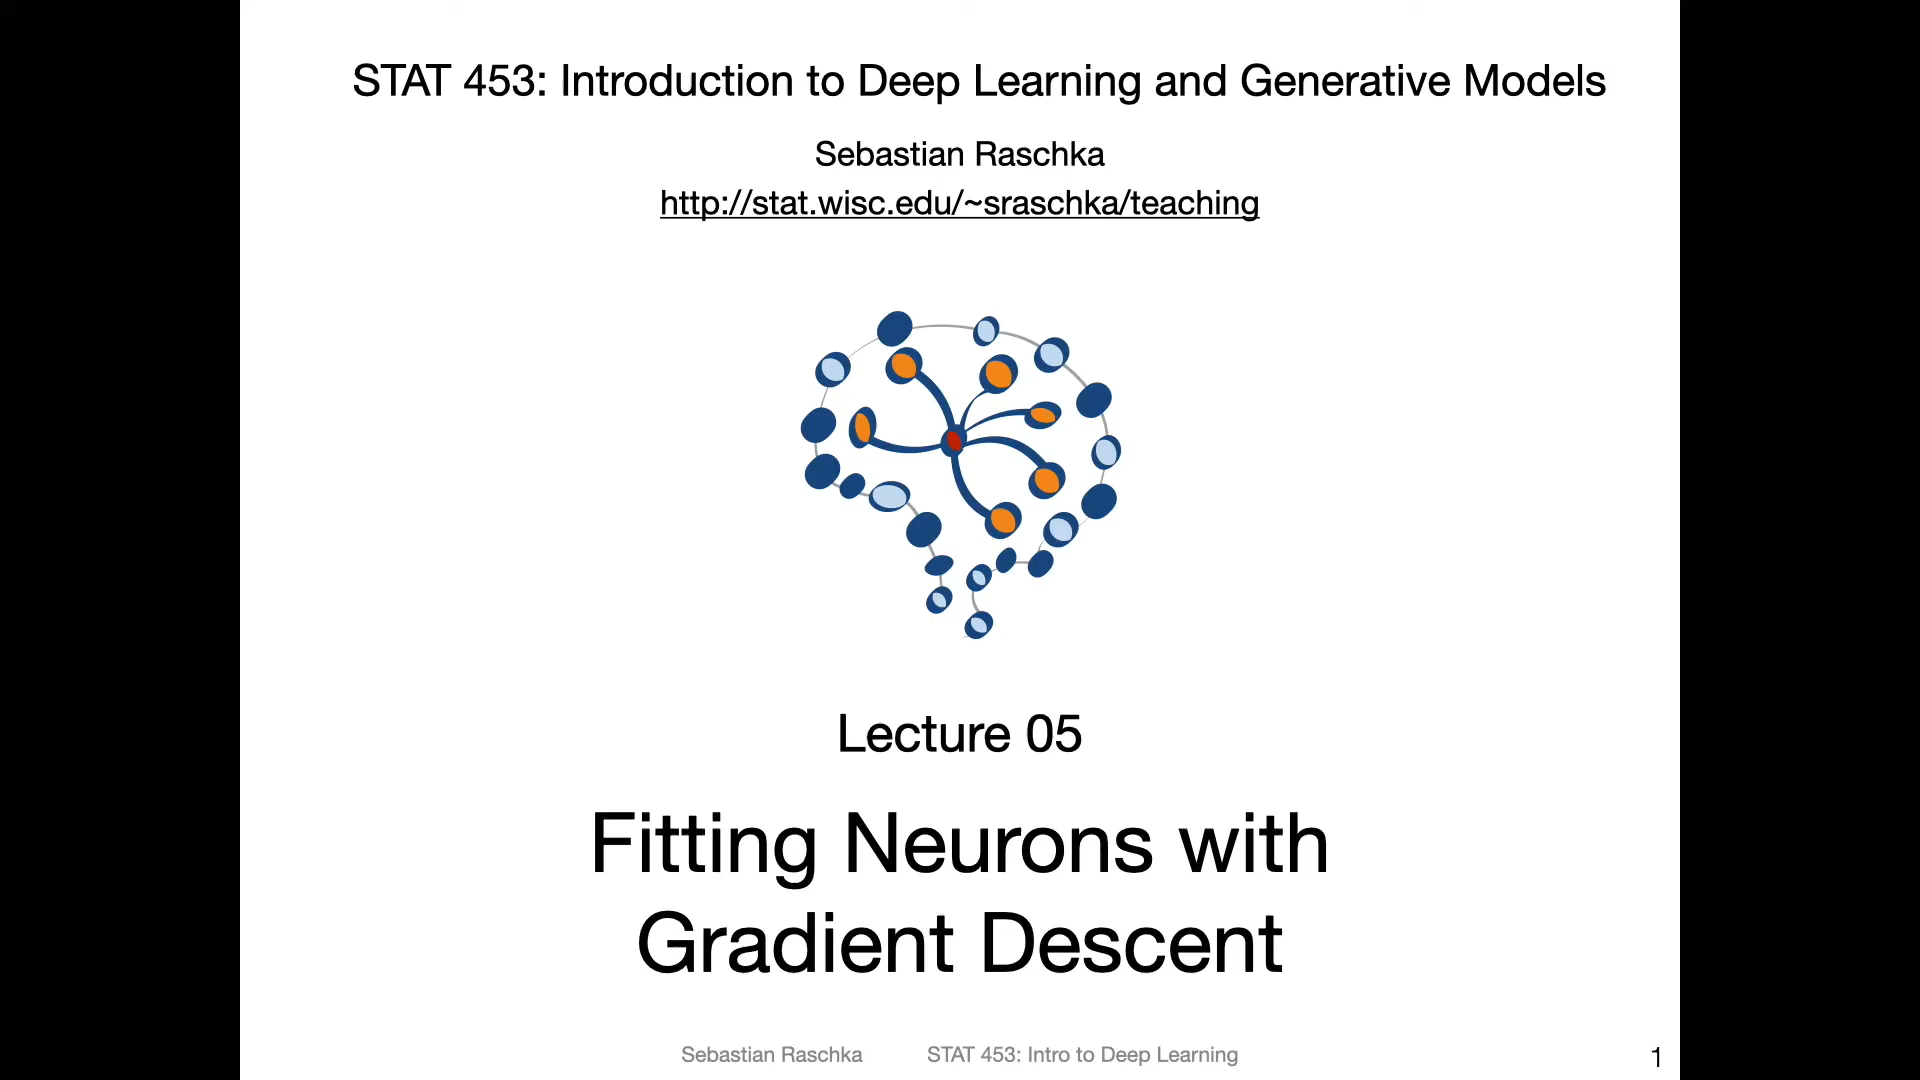 STAT 453: Introduction to Deep Learning and Generative Models
Sebastian Raschka
http://stat.wisc.edu/~sraschka/teaching
Lecture 05
Fitting Neurons with
Gradient Descent
Sebastian Raschka STAT 453: Intro to Deep Learning 1